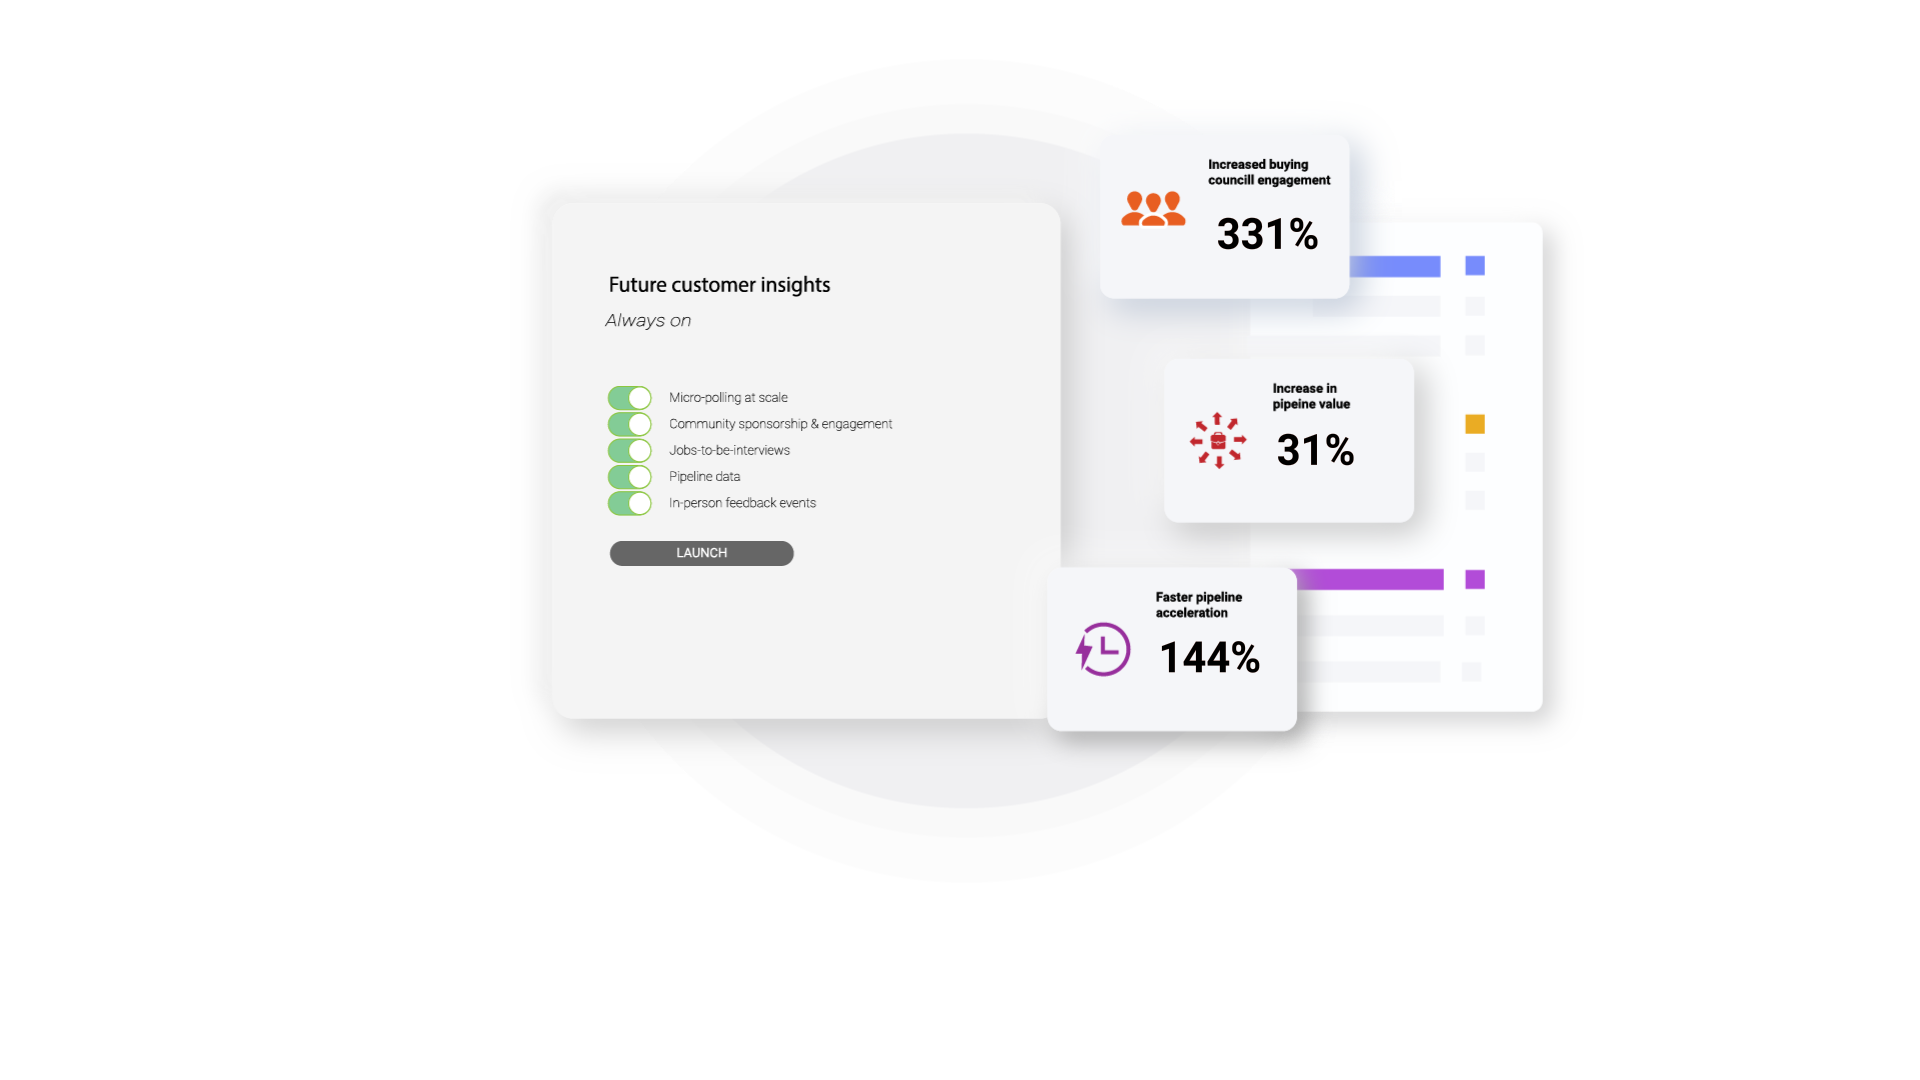 Future customer insights
Always on
Micro-polling at scale
Community sponsorship & engagement
Jobs-to-be-interviews
Pipeline data
In-person feedback events
LAUNCH
Increased buying
councill engagement
331%
Increase in
pipeine value
31%
Faster pipeline
acceleration
144%